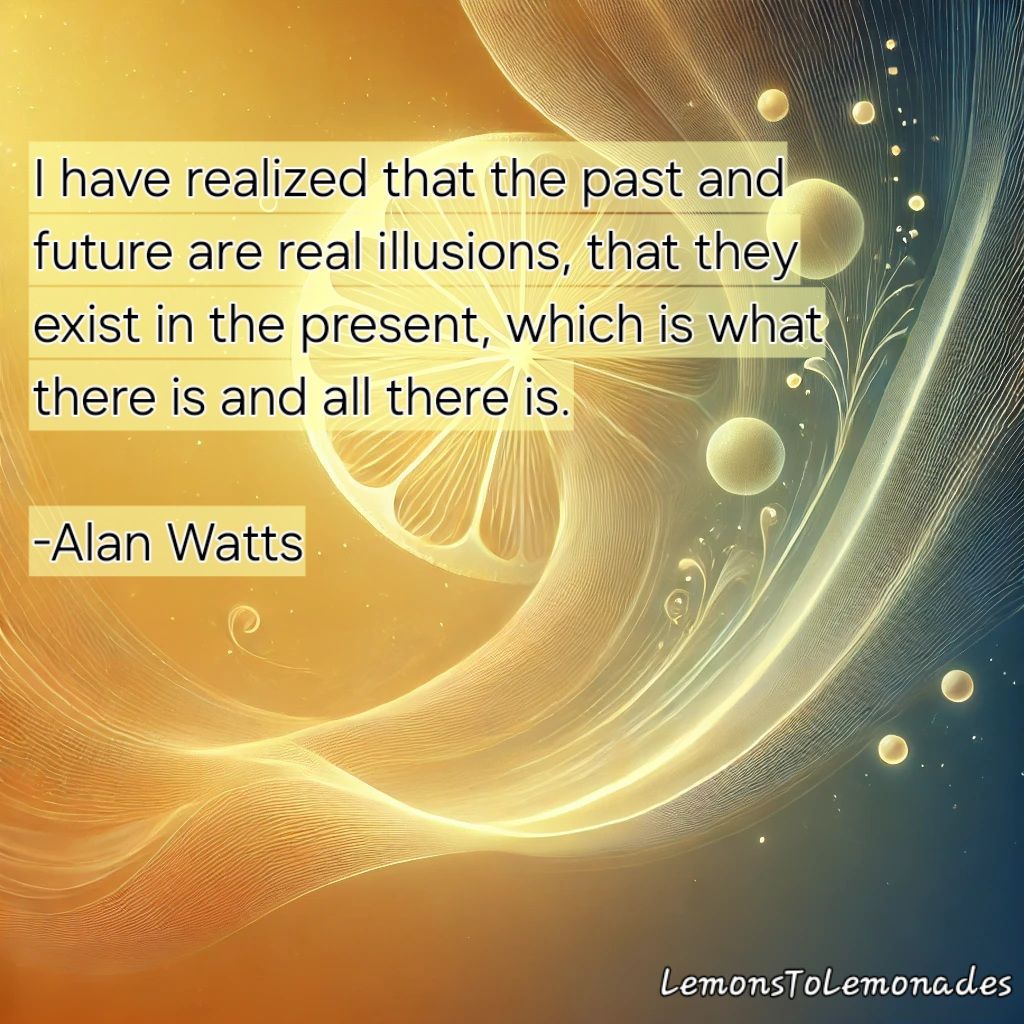 I have realized that the past and
future are real illusions, that they
exist in the present, which is what
there is and all there is.
-Alan Watts
LemonsToLemonades